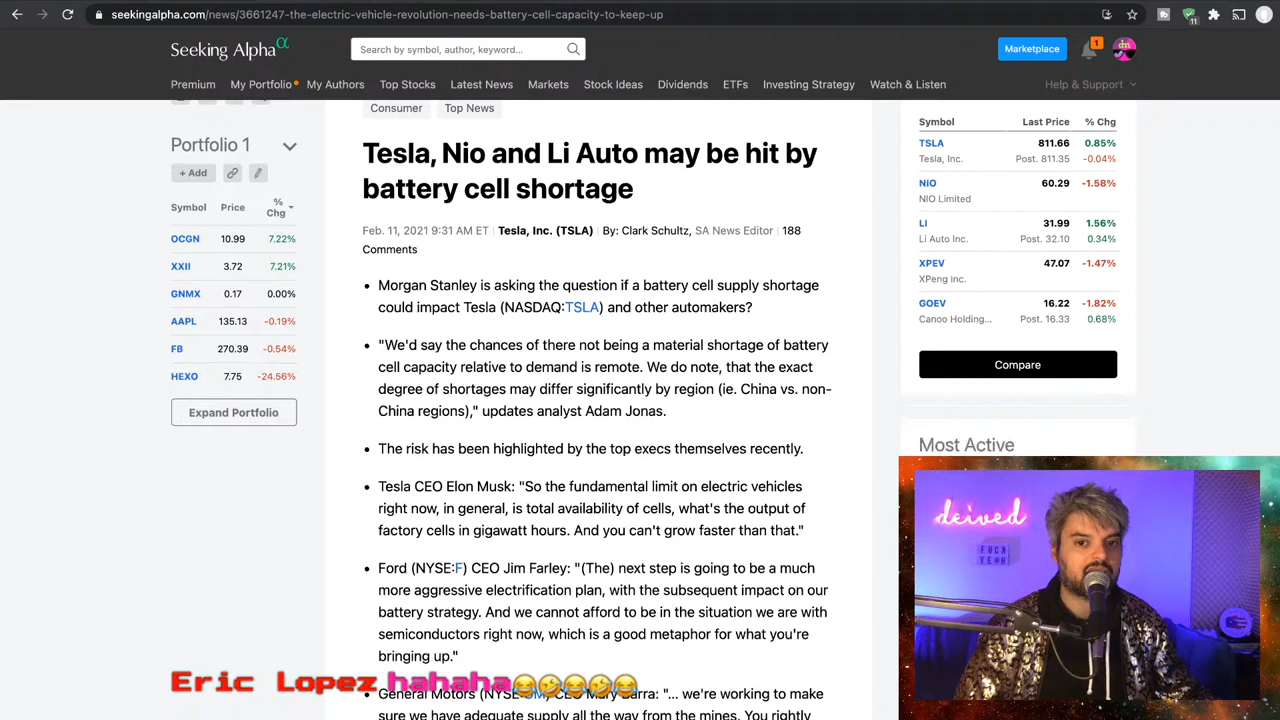 seekingalpha.com/news/3661247-the-electric-vehicle-revolution-needs-battery-cell-capacity-to-keep-up
11
Seeking Alpha α
Search by symbol, author, keyword...
Marketplace
1
dm
Premium My Portfolio My Authors Top Stocks Latest News Markets Stock Ideas Dividends ETFs Investing Strategy Watch & Listen Help & Support
Consumer Top News
Portfolio 1
+ Add
Symbol Price % Chg
OCGN 10.99 7.22%
XXII 3.72 7.21%
GNMX 0.17 0.00%
AAPL 135.13 -0.19%
FB 270.39 -0.54%
HEXO 7.75 -24.56%
Expand Portfolio
Tesla, Nio and Li Auto may be hit by
battery cell shortage
Feb. 11, 2021 9:31 AM ET | Tesla, Inc. (TSLA) | By: Clark Schultz, SA News Editor | 188
Comments
• Morgan Stanley is asking the question if a battery cell supply shortage
could impact Tesla (NASDAQ:TSLA) and other automakers?
• "We'd say the chances of there not being a material shortage of battery
cell capacity relative to demand is remote. We do note, that the exact
degree of shortages may differ significantly by region (ie. China vs. non-
China regions)," updates analyst Adam Jonas.
• The risk has been highlighted by the top execs themselves recently.
• Tesla CEO Elon Musk: "So the fundamental limit on electric vehicles
right now, in general, is total availability of cells, what's the output of
factory cells in gigawatt hours. And you can't grow faster than that."
• Ford (NYSE:F) CEO Jim Farley: "(The) next step is going to be a much
more aggressive electrification plan, with the subsequent impact on our
battery strategy. And we cannot afford to be in the situation we are with
semiconductors right now, which is a good metaphor for what you're
bringing up."
• General Motors (NYSE:GM) CEO Mary Barra: "... we're working to make
sure we have adequate supply all the way from the mines. You rightly
Symbol Last Price % Chg
TSLA 811.66 0.85%
Tesla, Inc. Post. 811.35 -0.04%
NIO 60.29 -1.58%
NIO Limited
LI 31.99 1.56%
Li Auto Inc. Post. 32.10 0.34%
XPEV 47.07 -1.47%
XPeng Inc.
GOEV 16.22 -1.82%
Canoo Holding... Post. 16.33 0.68%
Compare
Most Active
deived
FUCK
YEAH
Eric Lopez hahaha😂🤣😂🤣😂